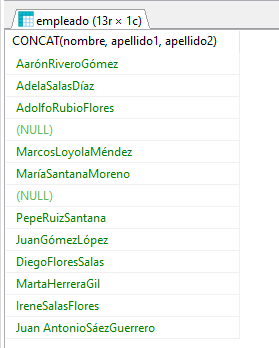 empleado (13r × 1c)
CONCAT(nombre, apellido1, apellido2)
AarónRiveroGómez
AdelaSalasDíaz
AdolfoRubioFlores
(NULL)
MarcosLoyolaMéndez
MaríaSantanaMoreno
(NULL)
PepeRuizSantana
JuanGómezLópez
DiegoFloresSalas
MartaHerreraGil
IreneSalasFlores
Juan AntonioSáezGuerrero